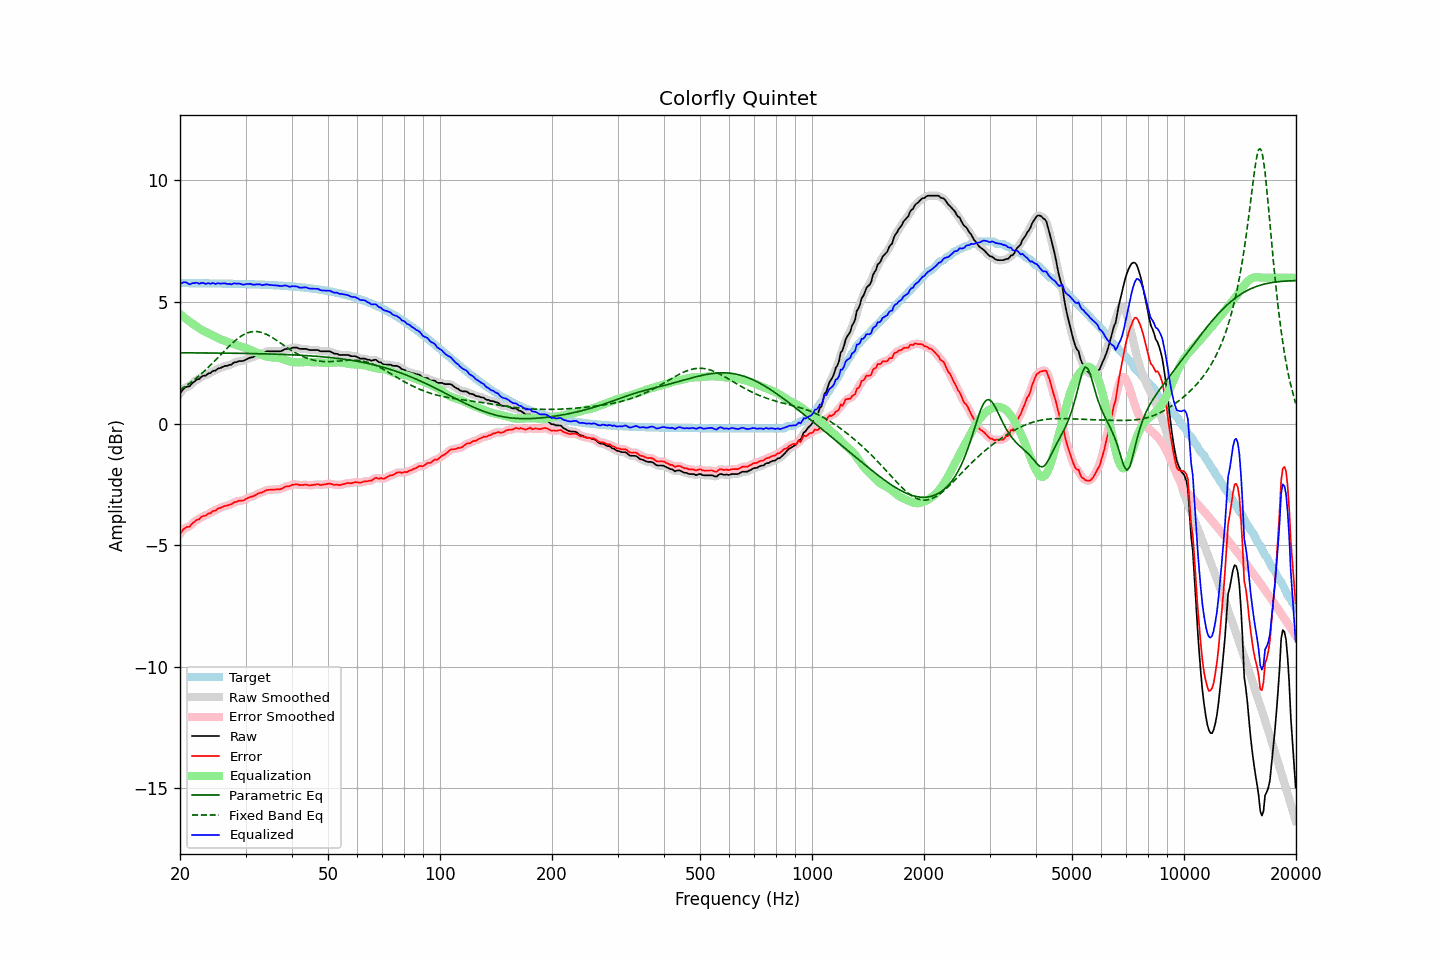 Colorfly Quintet
Amplitude (dBr)
10
5
0
−5
−10
−15
Target
Raw Smoothed
Error Smoothed
Raw
Error
Equalization
Parametric Eq
Fixed Band Eq
Equalized
20 50 100 200 500 1000 2000 5000 10000 20000
Frequency (Hz)